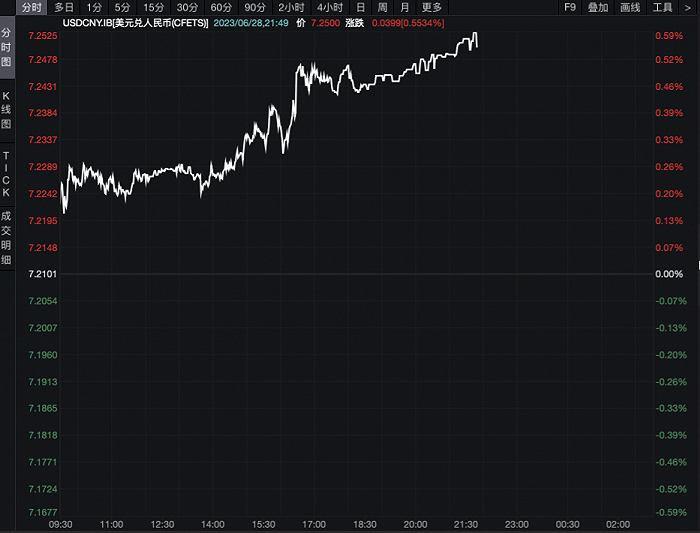 分时 多日 1分 5分 15分 30分 60分 90分 2小时 4小时 日 周 月 更多 F9 叠加 画线 工具 >
USDCNY.IB[美元兑人民币(CFETS)] 2023/06/28,21:49 价 7.2500 涨跌 0.0399[0.5534%]
分时图
K线图
TICK
成交明细
7.2525 0.59%
7.2478 0.52%
7.2431 0.46%
7.2384 0.39%
7.2337 0.33%
7.2289 0.26%
7.2242 0.20%
7.2195 0.13%
7.2148 0.07%
7.2101 0.00%
7.2054 -0.07%
7.2007 -0.13%
7.1960 -0.20%
7.1913 -0.26%
7.1865 -0.33%
7.1818 -0.39%
7.1771 -0.46%
7.1724 -0.52%
7.1677 -0.59%
09:30 11:00 12:30 14:00 15:30 17:00 18:30 20:00 21:30 23:00 00:30 02:00